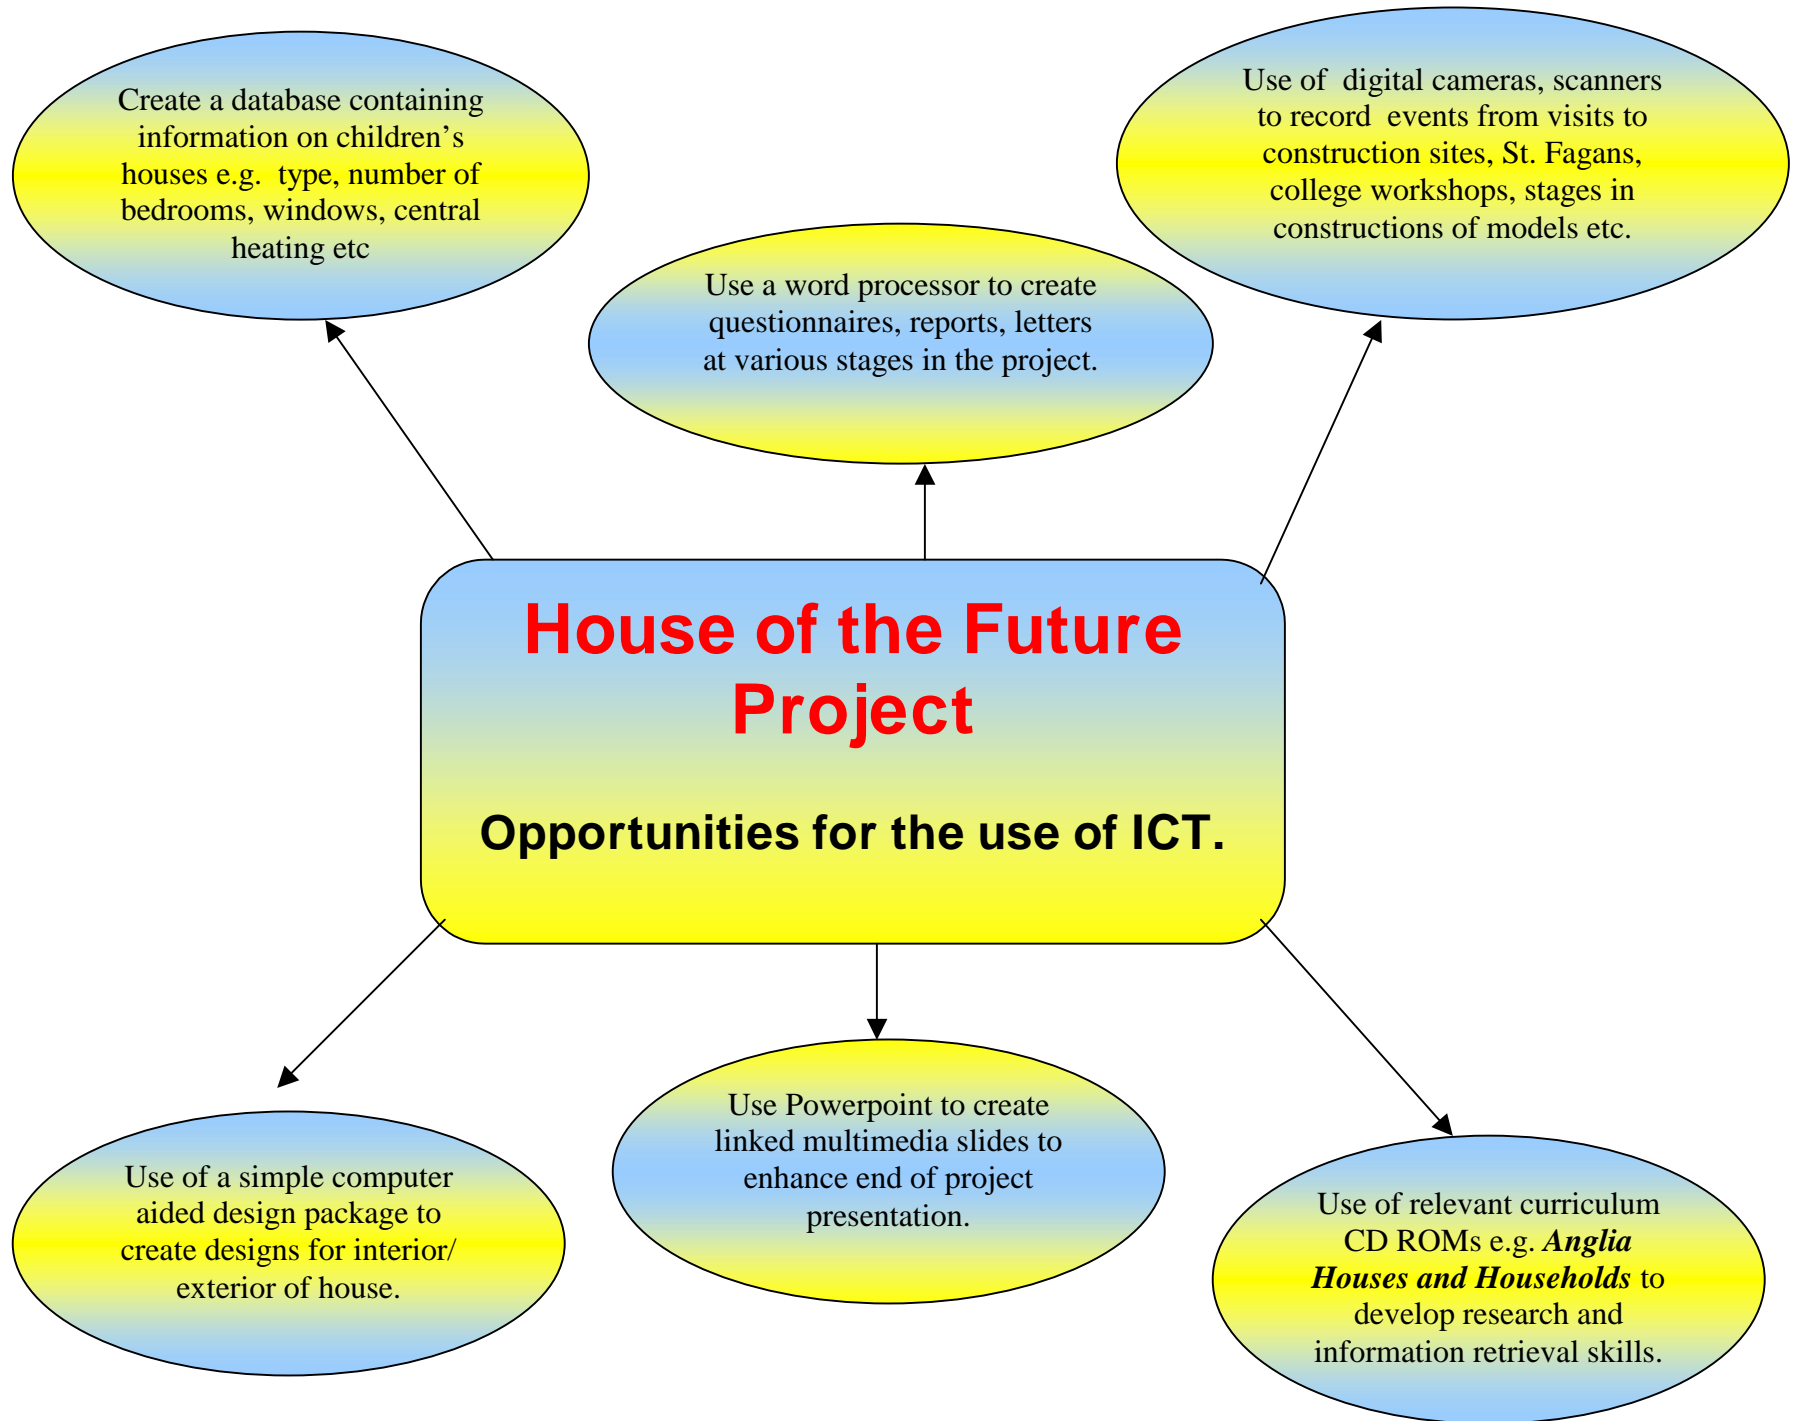 Create a database containing
information on children’s
houses e.g. type, number of
bedrooms, windows, central
heating etc
Use a word processor to create
questionnaires, reports, letters
at various stages in the project.
Use of digital cameras, scanners
to record events from visits to
construction sites, St. Fagans,
college workshops, stages in
constructions of models etc.
House of the Future
Project
Opportunities for the use of ICT.
Use of a simple computer
aided design package to
create designs for interior/
exterior of house.
Use Powerpoint to create
linked multimedia slides to
enhance end of project
presentation.
Use of relevant curriculum
CD ROMs e.g. Anglia
Houses and Households to
develop research and
information retrieval skills.